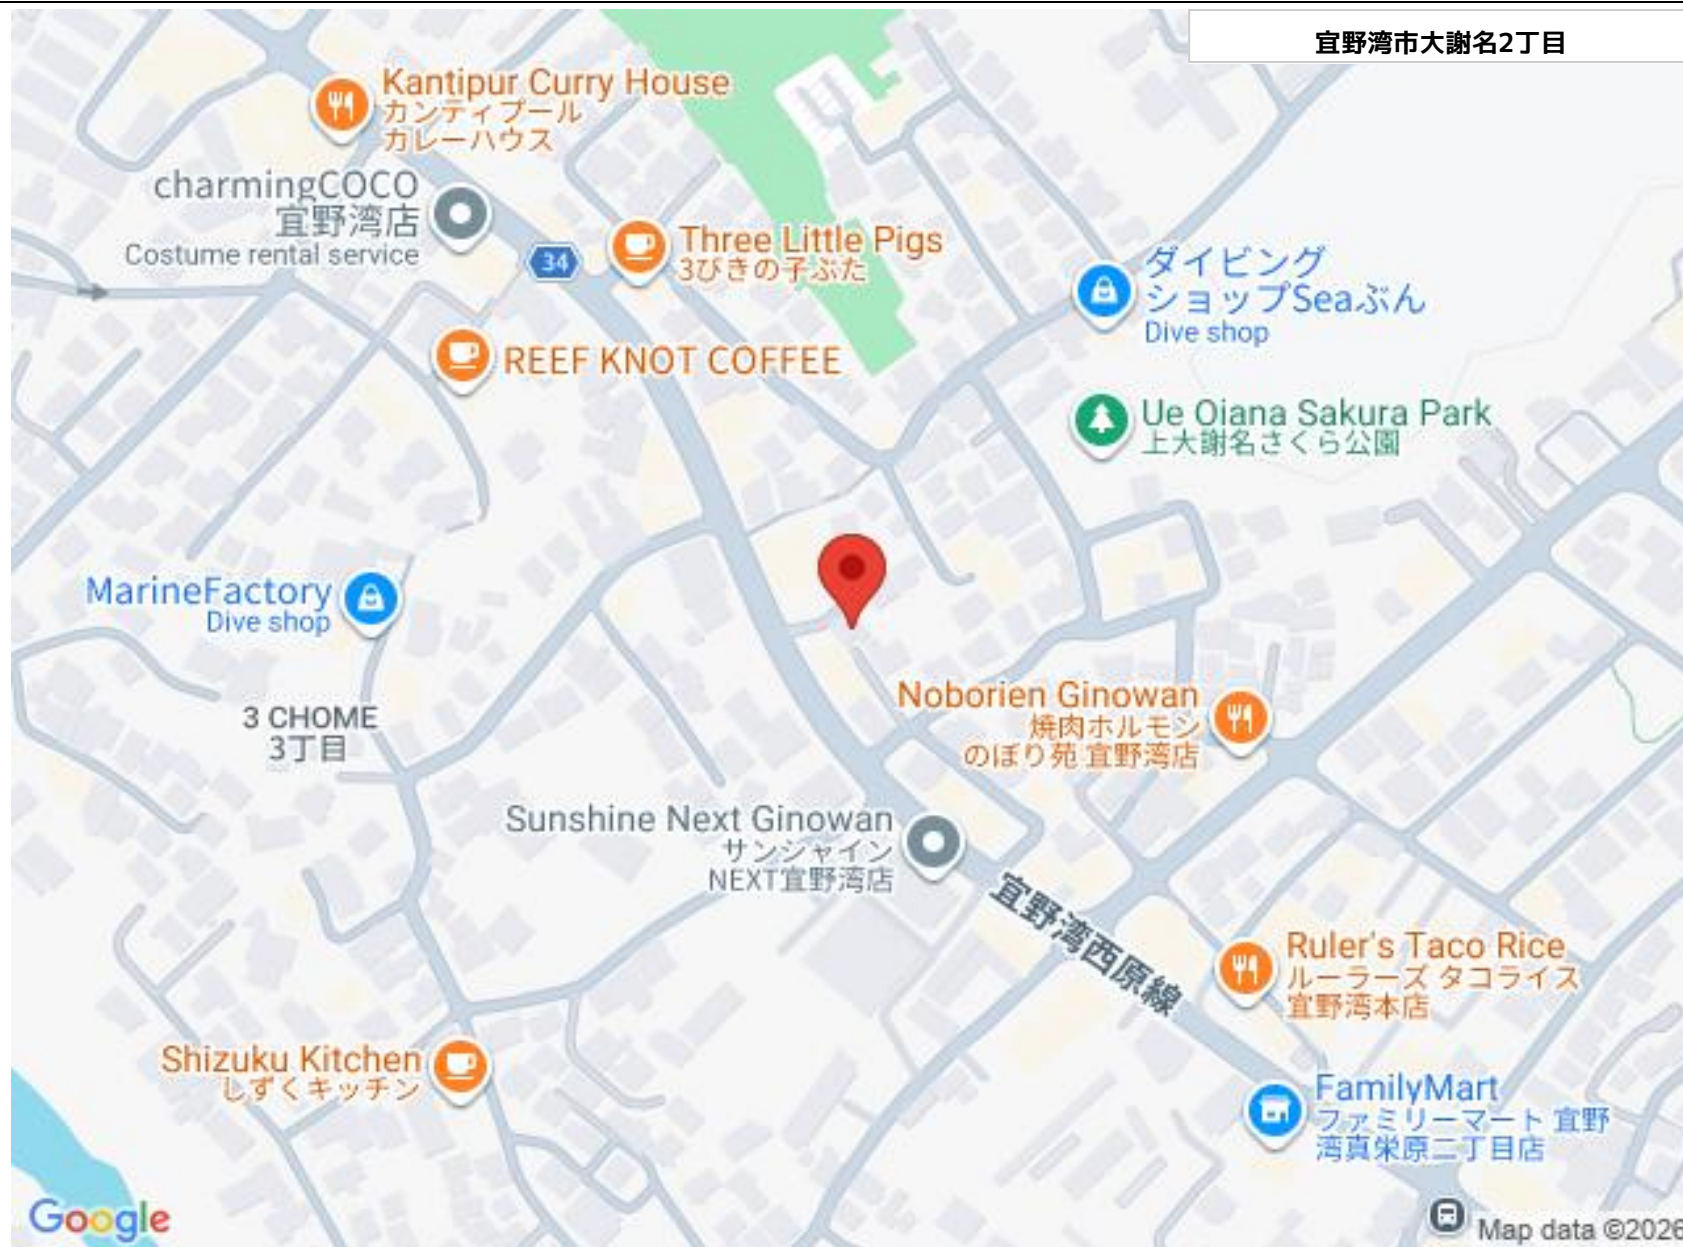 宜野湾市大謝名2丁目
Kantipur Curry House
カンティプール
カレーハウス
charmingCOCO
宜野湾店
Costume rental service
34
Three Little Pigs
3びきの子ぶた
ダイビング
ショップSeaぶん
Dive shop
REEF KNOT COFFEE
Ue Oiana Sakura Park
上大謝名さくら公園
MarineFactory
Dive shop
3 CHOME
3丁目
Noborien Ginowan
焼肉ホルモン
のぼり苑 宜野湾店
Sunshine Next Ginowan
サンシャイン
NEXT宜野湾店
宜野湾西原線
Ruler's Taco Rice
ルーラーズ タコライス
宜野湾本店
Shizuku Kitchen
しずくキッチン
FamilyMart
ファミリーマート 宜野
湾真栄原二丁目店
Google
Map data ©2026